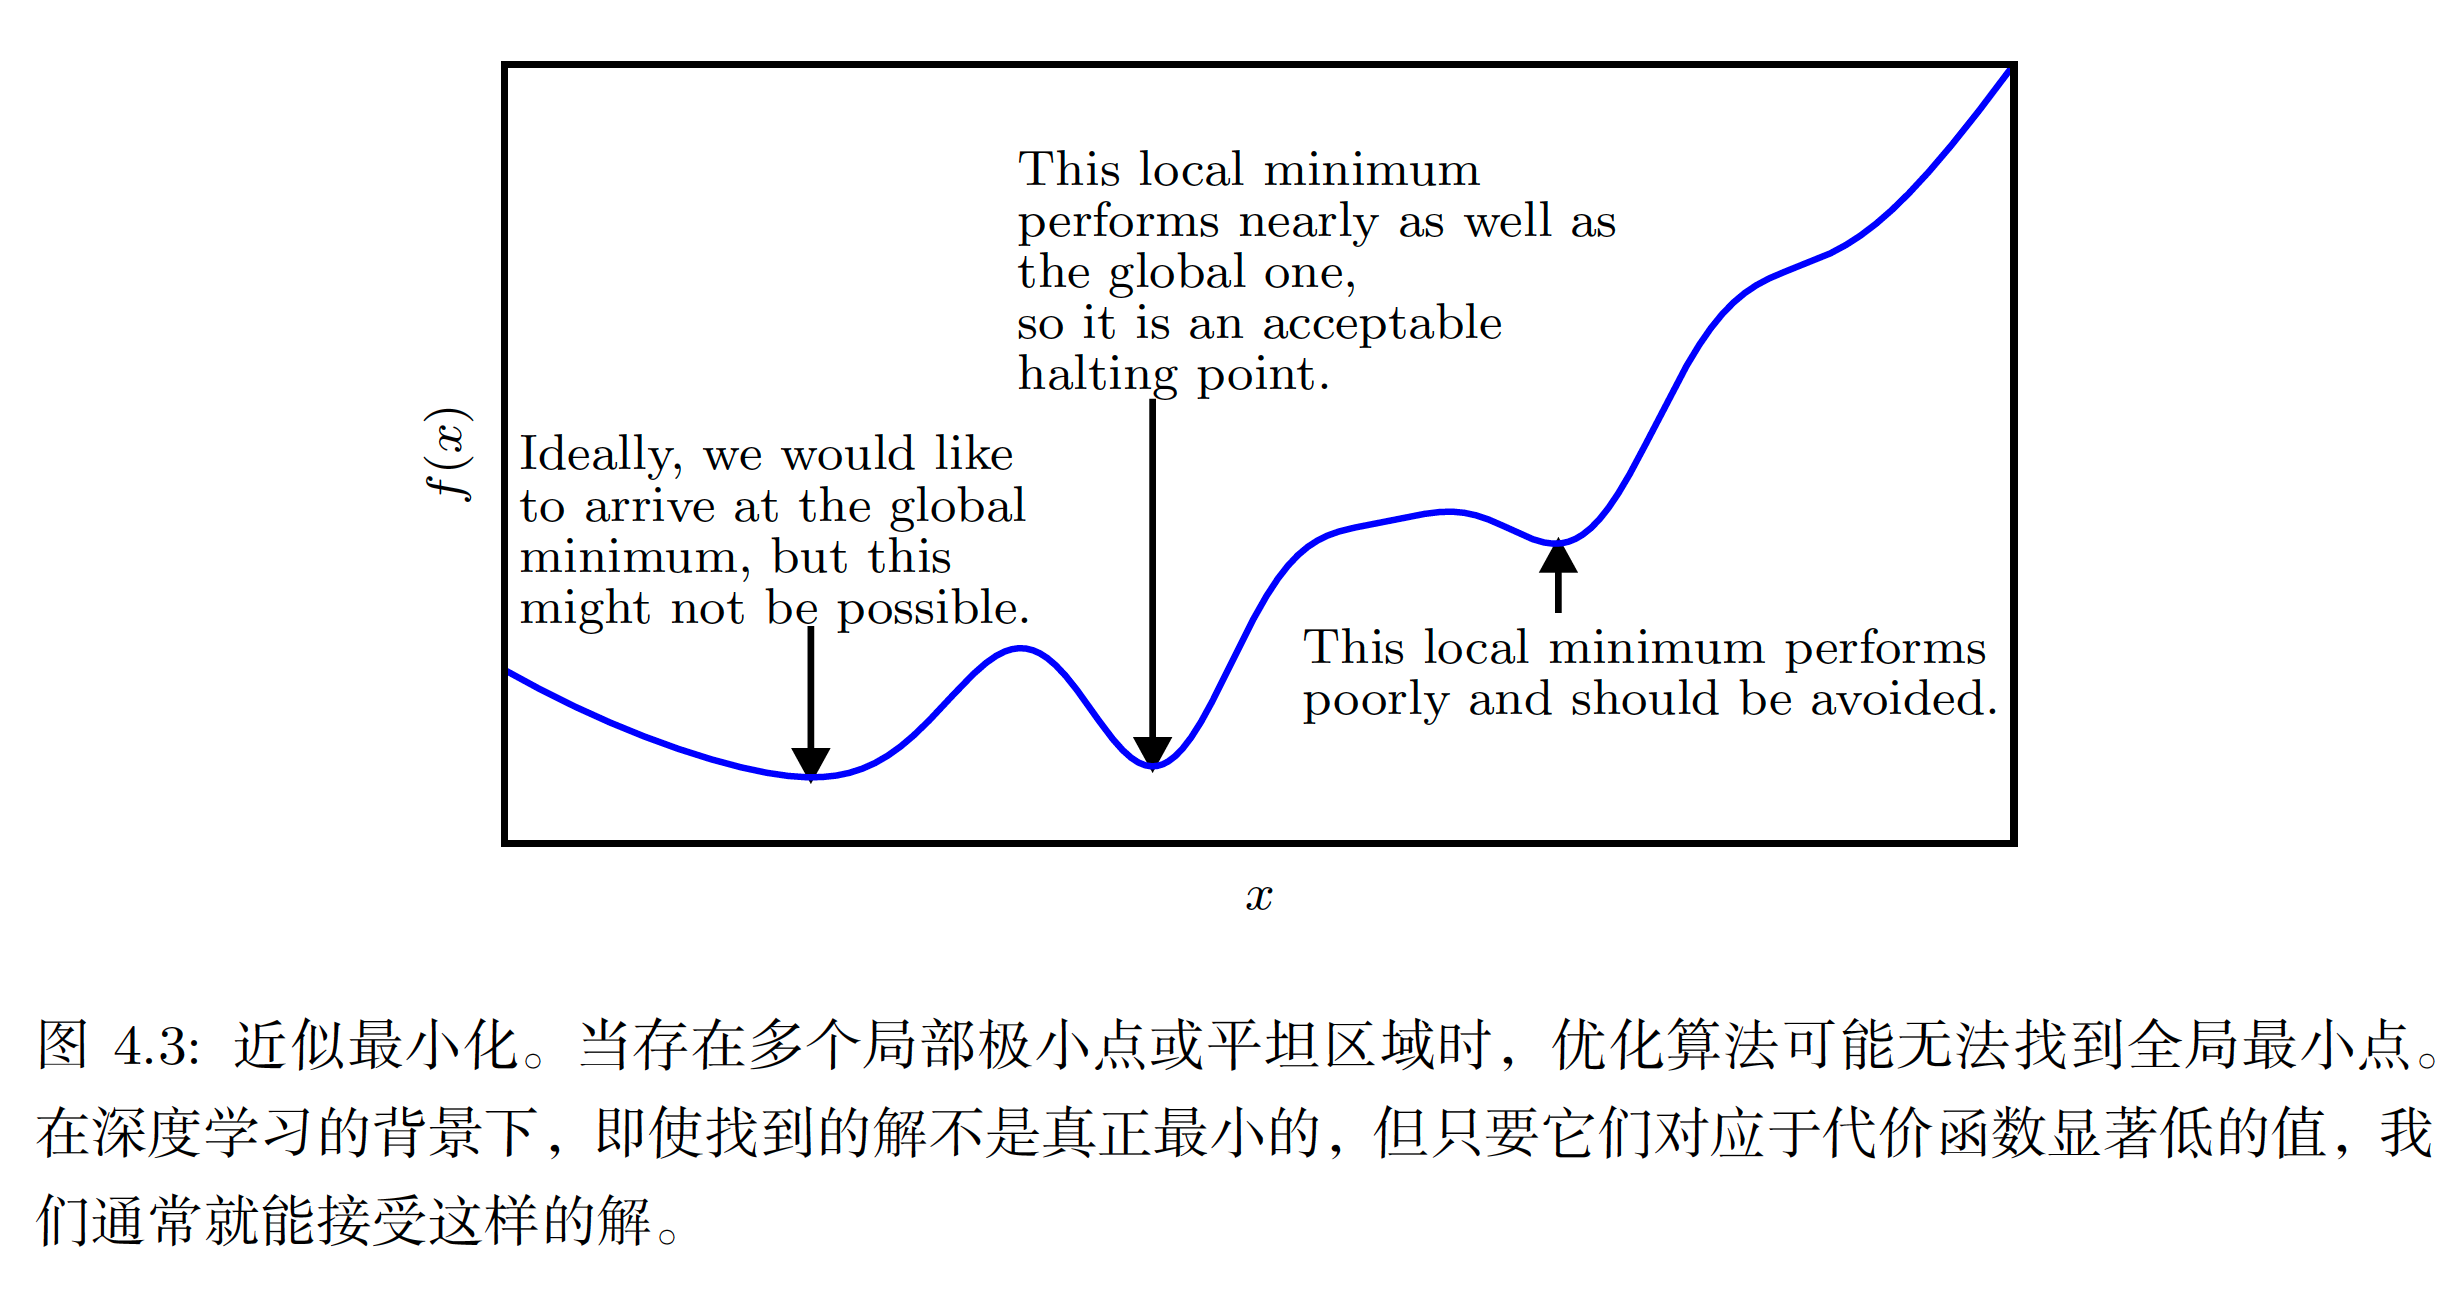 This local minimum
performs nearly as well as
the global one,
so it is an acceptable
halting point.
f(x)
Ideally, we would like
to arrive at the global
minimum, but this
might not be possible.
This local minimum performs
poorly and should be avoided.
x
图 4.3: 近似最小化。当存在多个局部极小点或平坦区域时，优化算法可能无法找到全局最小点。
在深度学习的背景下，即使找到的解不是真正最小的，但只要它们对应于代价函数显著低的值，我
们通常就能接受这样的解。